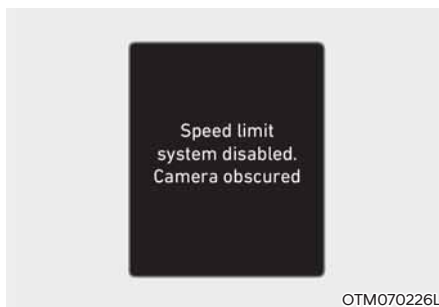 Speed limit
system disabled.
Camera obscured
OTM070226L